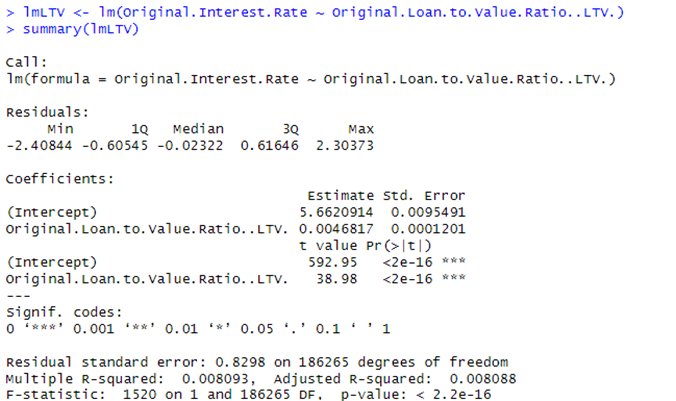 > lmLTV <- lm(Original.Interest.Rate ~ Original.Loan.to.Value.Ratio..LTV.)
> summary(lmLTV)
Call:
lm(formula = Original.Interest.Rate ~ Original.Loan.to.Value.Ratio..LTV.)
Residuals:
Min 1Q Median 3Q Max
-2.40844 -0.60545 -0.02322 0.61646 2.30373
Coefficients:
Estimate Std. Error
(Intercept) 5.6620914 0.0095491
Original.Loan.to.Value.Ratio..LTV. 0.0046817 0.0001201
t value Pr(>|t|)
(Intercept) 592.95 <2e-16 ***
Original.Loan.to.Value.Ratio..LTV. 38.98 <2e-16 ***
---
Signif. codes:
0 ‘***’ 0.001 ‘**’ 0.01 ‘*’ 0.05 ‘.’ 0.1 ‘ ’ 1
Residual standard error: 0.8298 on 186265 degrees of freedom
Multiple R-squared: 0.008093, Adjusted R-squared: 0.008088
F-statistic: 1520 on 1 and 186265 DF, p-value: < 2.2e-16